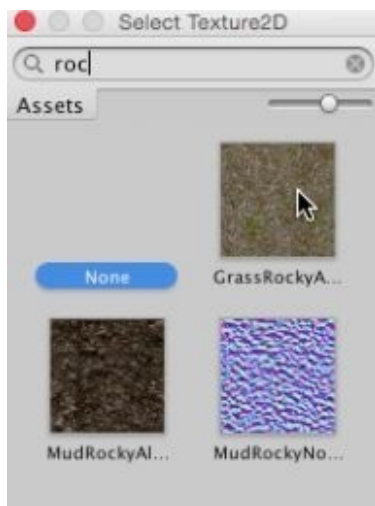 Select Texture2D
roc
Assets
None
GrassRockyA...
MudRockyAl...
MudRockyNo...